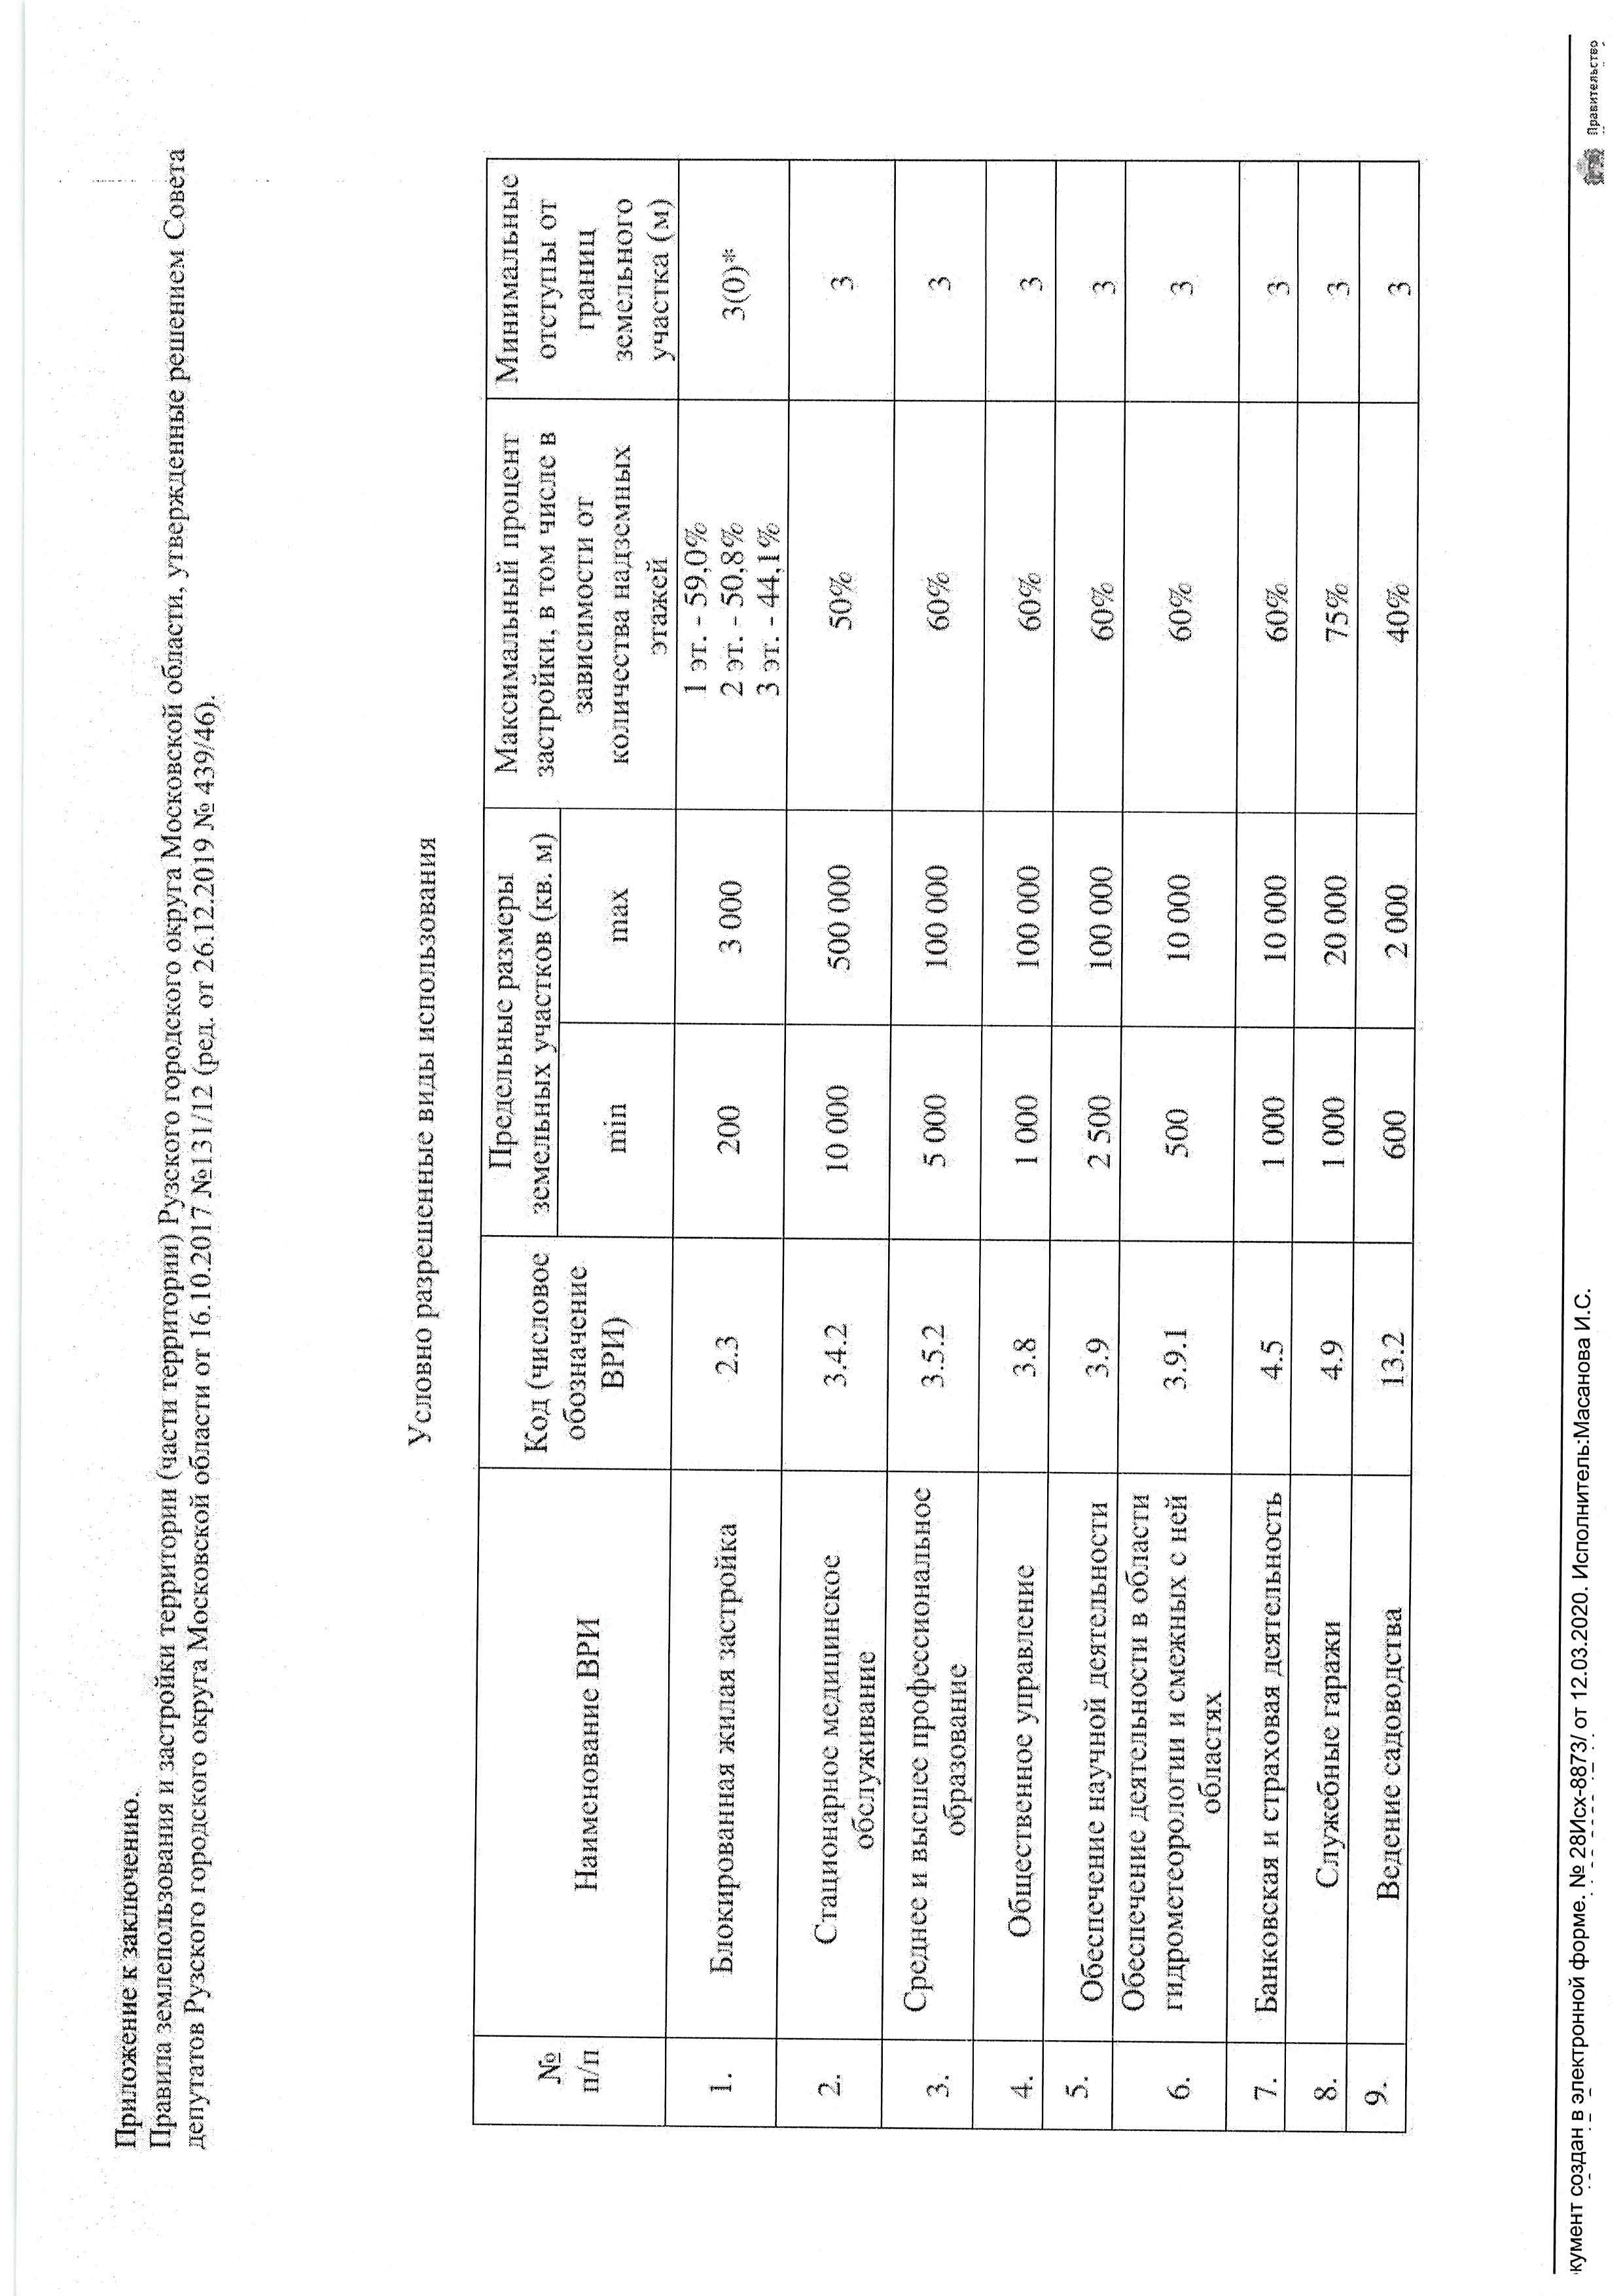 Приложение к заключению.
Правила землепользования и застройки территории (части территории) Рузского городского округа Московской области, утвержденные решением Совета
депутатов Рузского городского округа Московской области от 16.10.2017 №131/12 (ред. от 26.12.2019 № 439/46).
Условно разрешенные виды использования
№ п/п
Наименование ВРИ
Код (числовое
обозначение
ВРИ)
Предельные размеры
земельных участков (кв. м)
min
max
Максимальный процент
застройки, в том числе в
зависимости от
количества надземных
этажей
Минимальные
отступы от
границ
земельного
участка (м)
1. Блокированная жилая застройка 2.3 200 3 000
1 эт. - 59,0%
2 эт. - 50,8%
3 эт. - 44,1%
3(0)*
2. Стационарное медицинское
обслуживание
3.4.2 10 000 500 000 50% 3
3. Среднее и высшее профессиональное
образование
3.5.2 5 000 100 000 60% 3
4. Общественное управление 3.8 1 000 100 000 60% 3
5. Обеспечение научной деятельности 3.9 2 500 100 000 60% 3
6. Обеспечение деятельности в области
гидрометеорологии и смежных с ней
областях
3.9.1 500 10 000 60% 3
7. Банковская и страховая деятельность 4.5 1 000 10 000 60% 3
8. Служебные гаражи 4.9 1 000 20 000 75% 3
9. Ведение садоводства 13.2 600 2 000 40% 3
кумент создан в электронной форме. № 28Исх-8873/ от 12.03.2020. Исполнитель:Масанова И.С.
Правительство